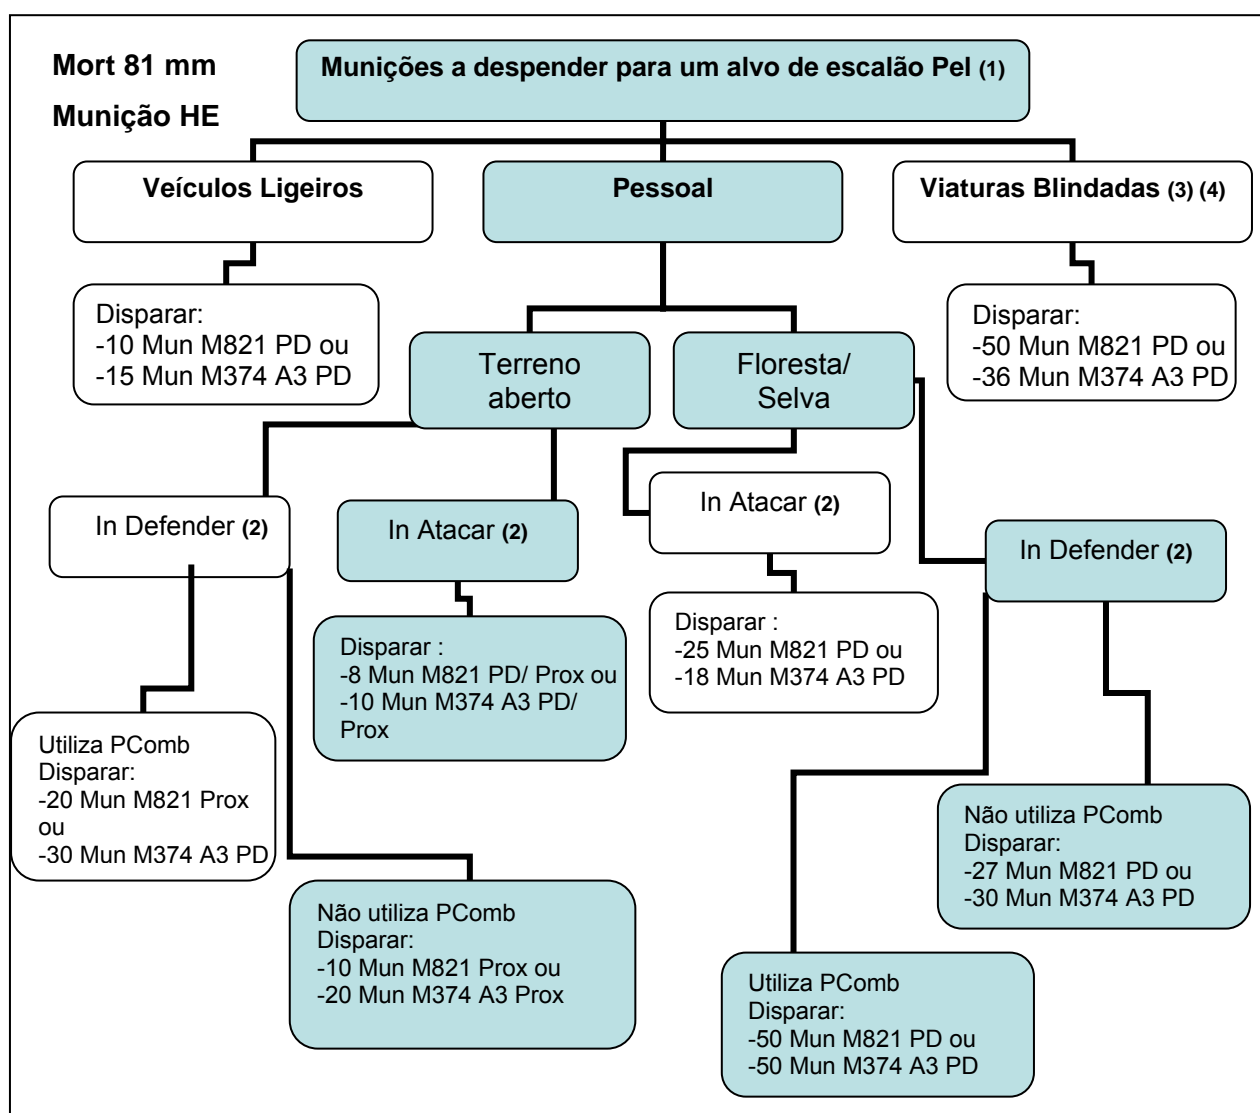 Mort 81 mm
Munição HE
Munições a despender para um alvo de escalão Pel (1)
Veículos Ligeiros
Pessoal
Viaturas Blindadas (3) (4)
Disparar:
-10 Mun M821 PD ou
-15 Mun M374 A3 PD
Terreno
aberto
Floresta/
Selva
Disparar:
-50 Mun M821 PD ou
-36 Mun M374 A3 PD
In Defender (2)
In Atacar (2)
In Atacar (2)
In Defender (2)
Disparar :
-8 Mun M821 PD/ Prox ou
-10 Mun M374 A3 PD/
Prox
Disparar :
-25 Mun M821 PD ou
-18 Mun M374 A3 PD
Utiliza PComb
Disparar:
-20 Mun M821 Prox
ou
-30 Mun M374 A3 PD
Não utiliza PComb
Disparar:
-10 Mun M821 Prox ou
-20 Mun M374 A3 Prox
Utiliza PComb
Disparar:
-50 Mun M821 PD ou
-50 Mun M374 A3 PD
Não utiliza PComb
Disparar:
-27 Mun M821 PD ou
-30 Mun M374 A3 PD